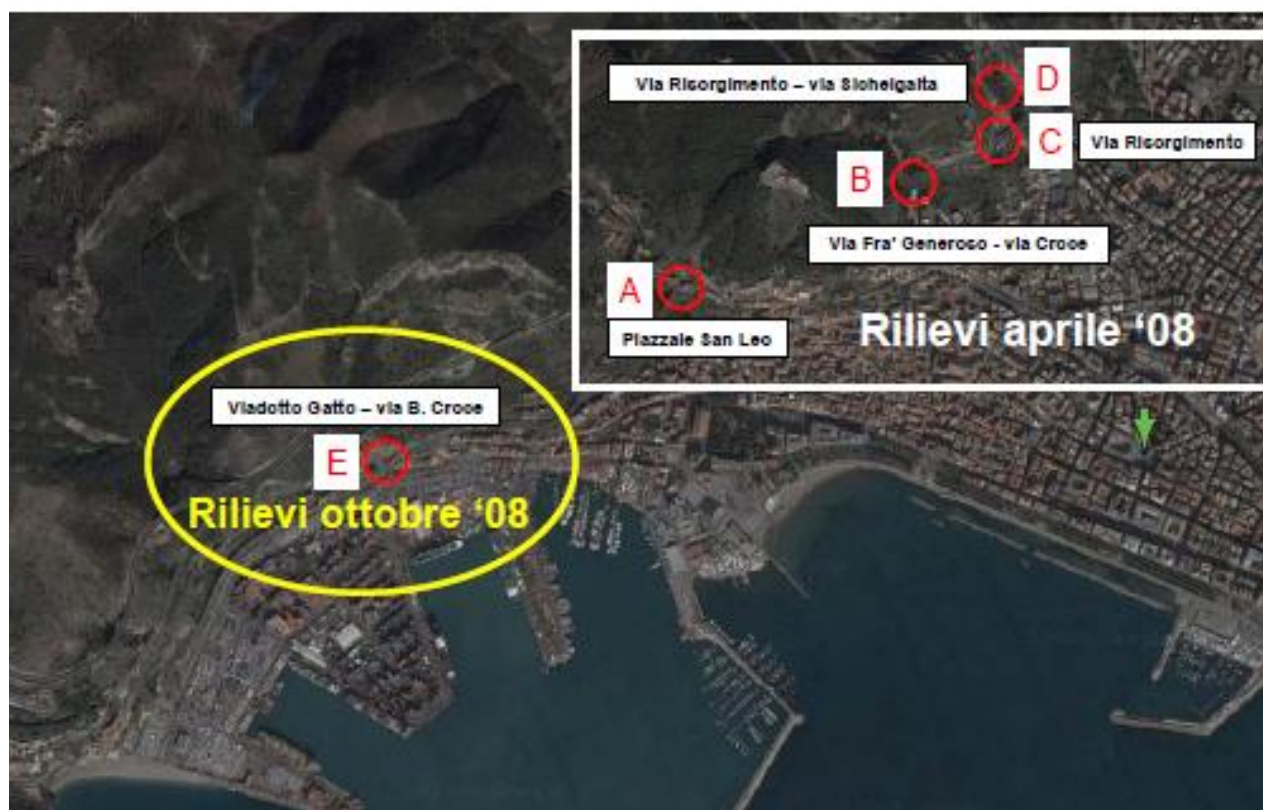 Via Risorgimento – via Sichelgaita
D
C
Via Risorgimento
B
Via Fra' Generoso - via Croce
A
Piazzale San Leo
Rilievi aprile ‘08
Viadotto Gatto – via B. Croce
E
Rilievi ottobre ‘08